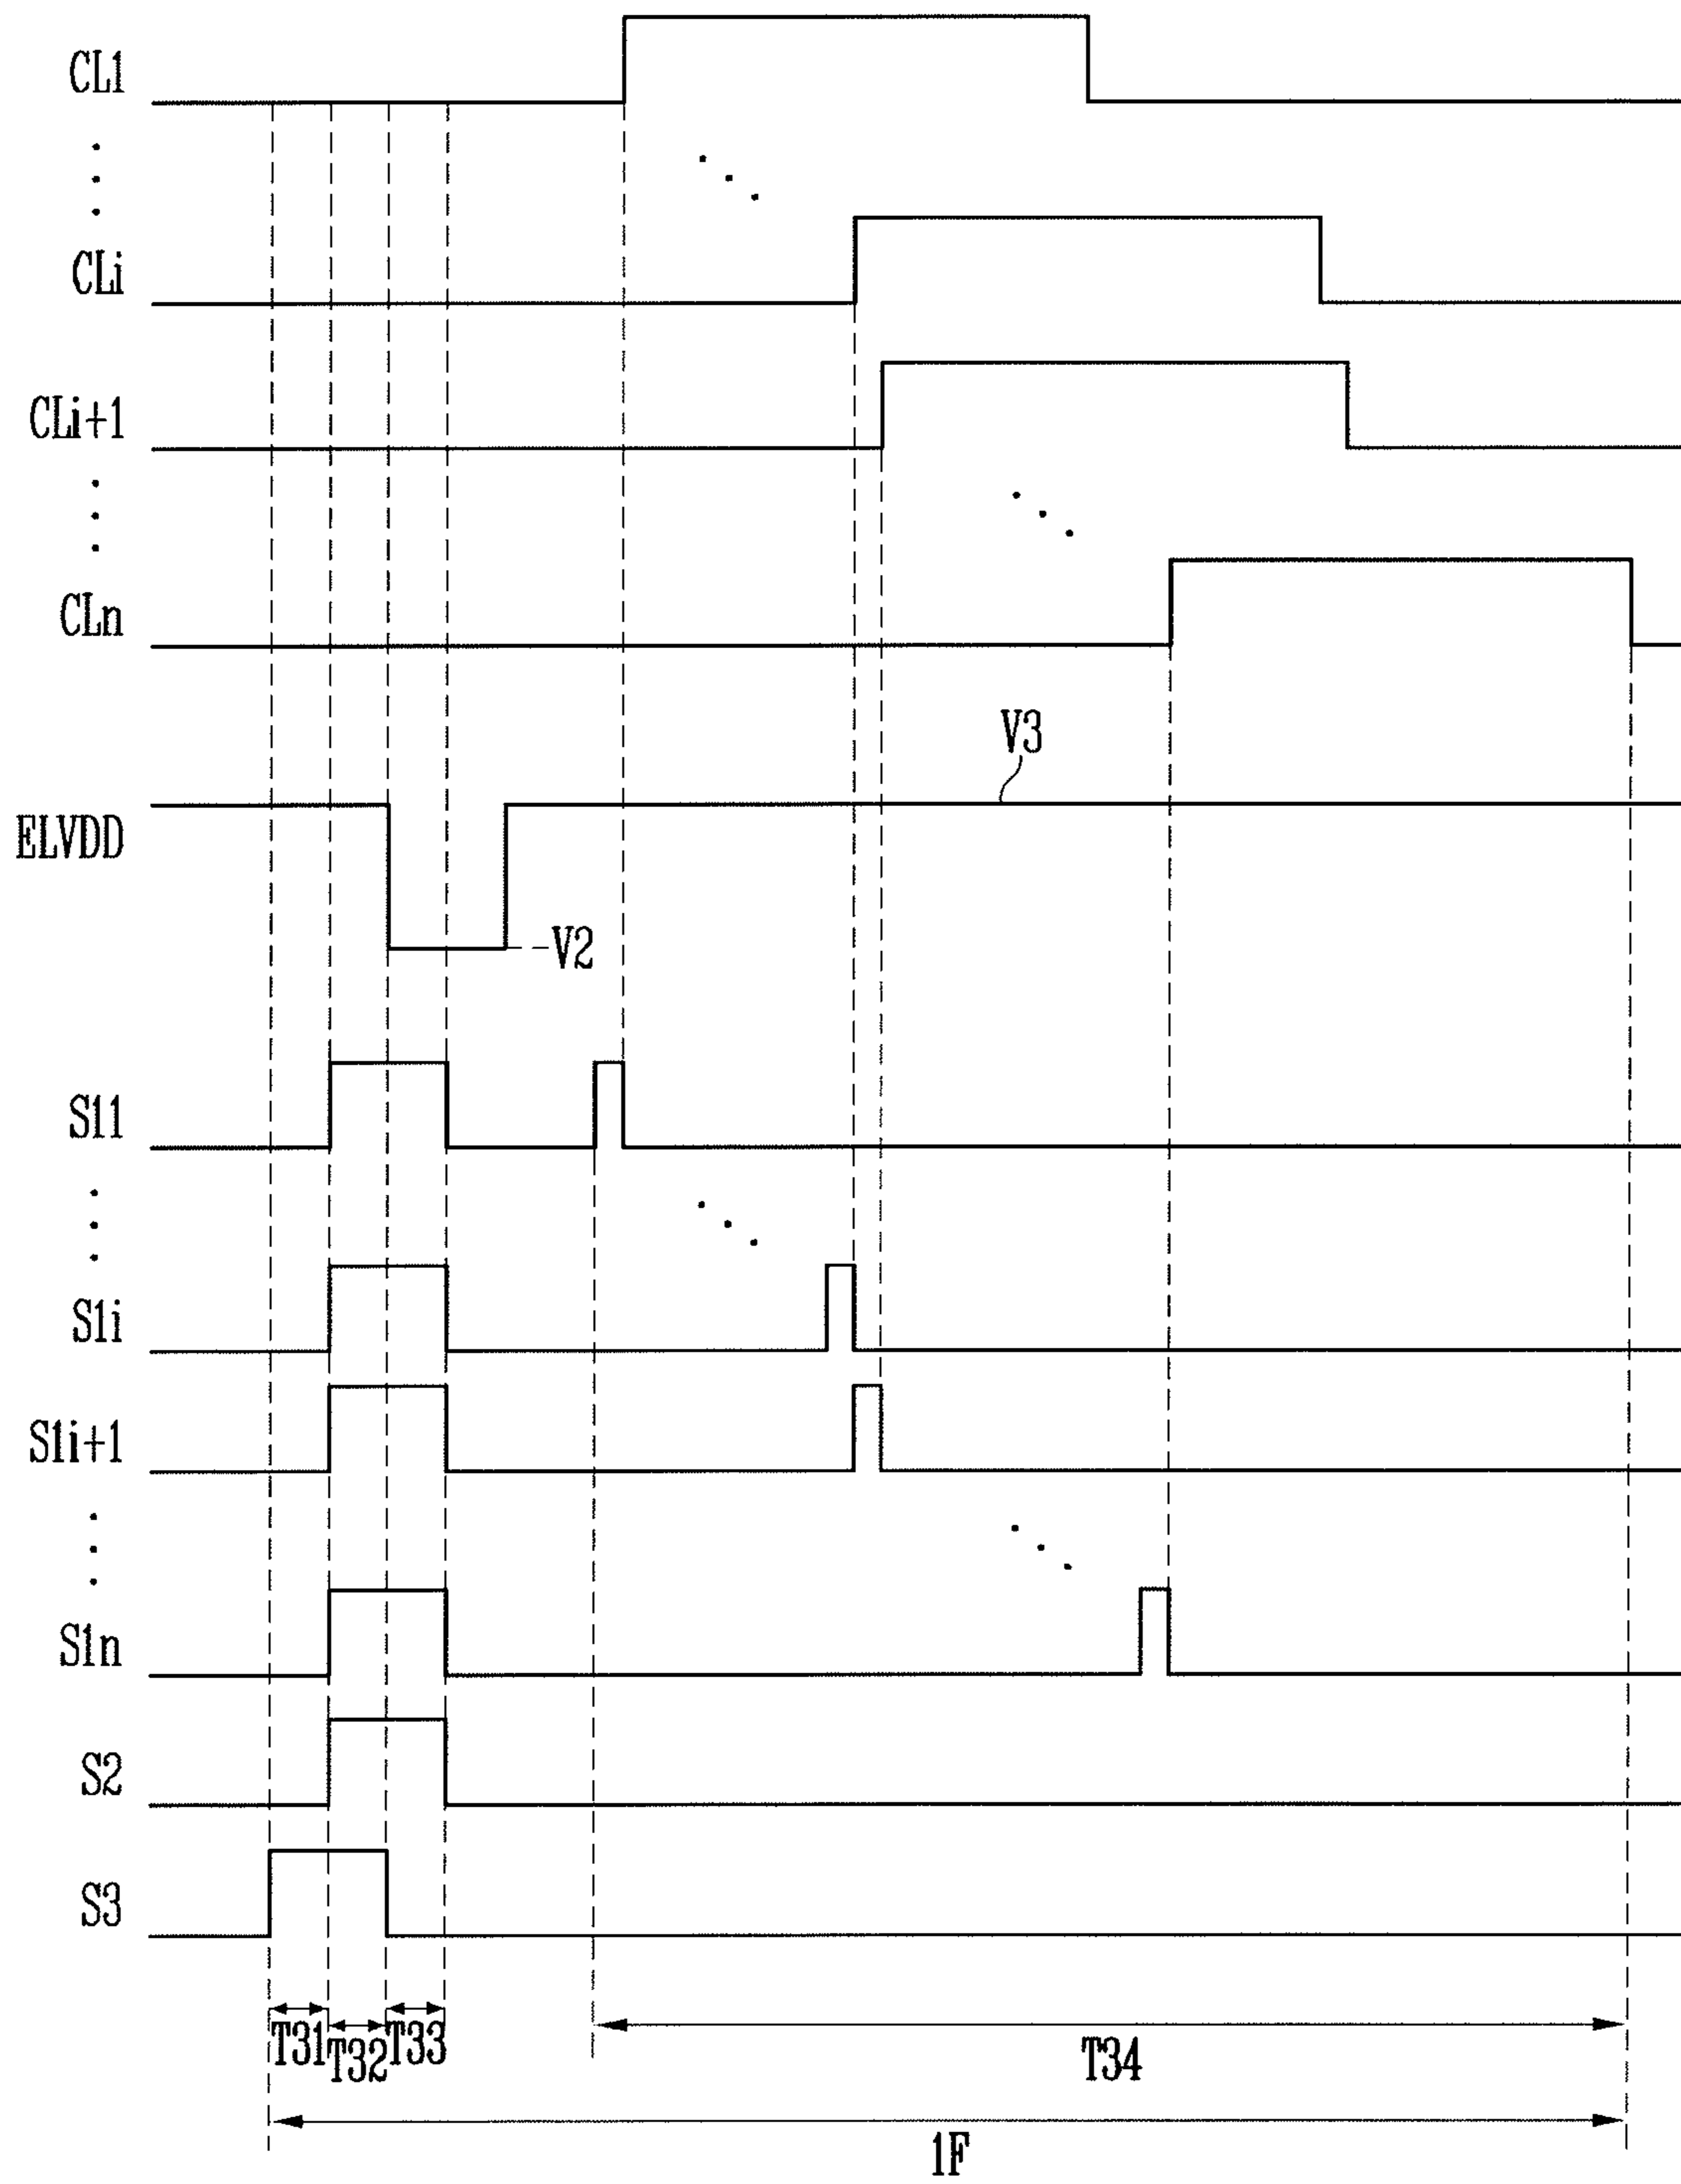 CL1
CLi
CLi+1
CLn
V3
ELVDD
V2
S11
S1i
S1i+1
S1n
S2
S3
T31
T32
T33
T34
1F